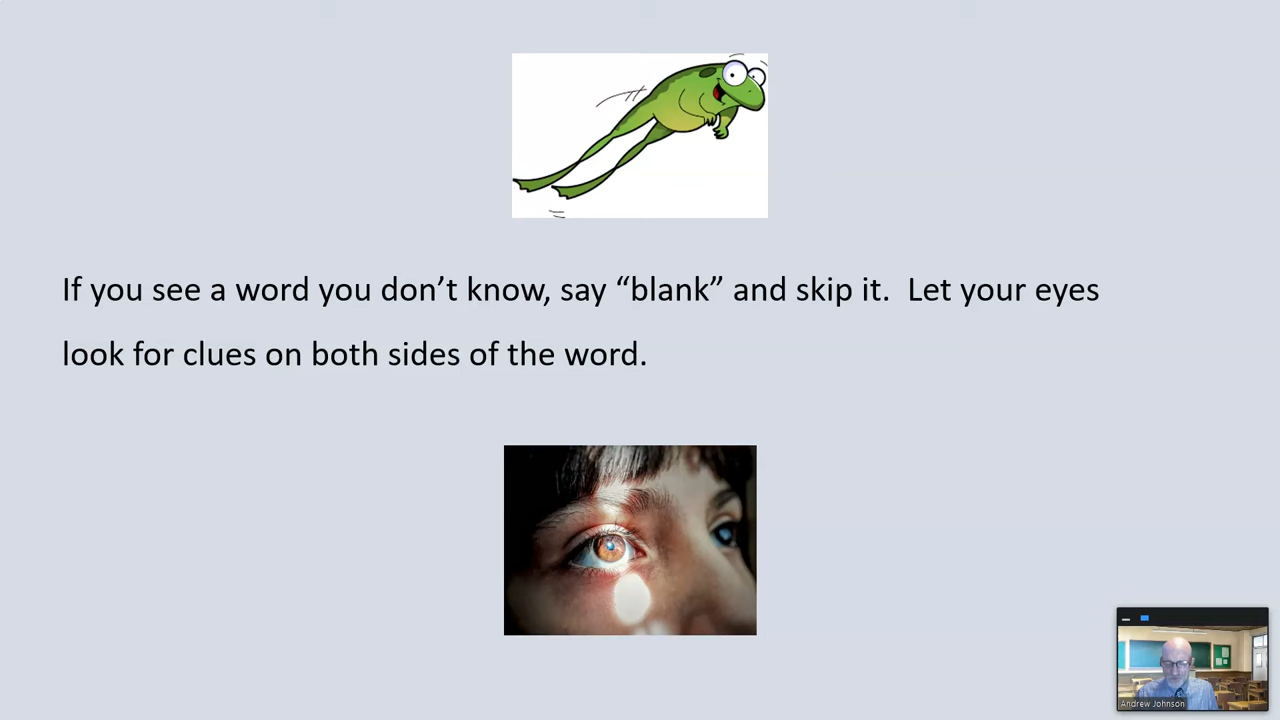 If you see a word you don’t know, say “blank” and skip it.  Let your eyes
look for clues on both sides of the word.
Andrew Johnson